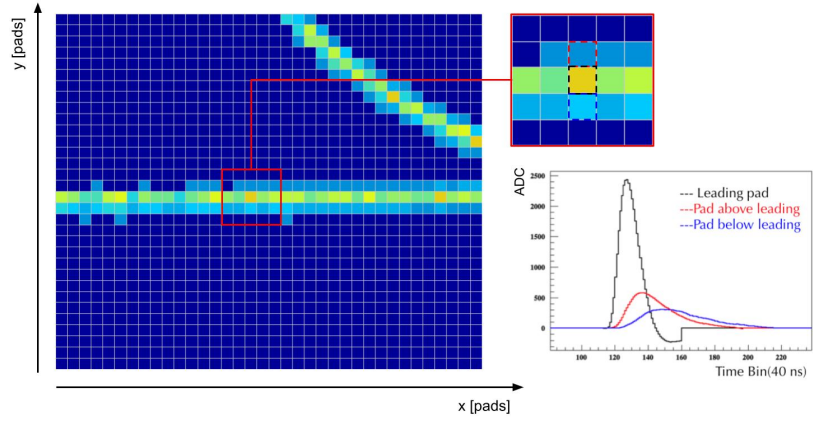 y [pads]
x [pads]
ADC
2500
2000
1500
1000
500
0
--- Leading pad
---Pad above leading
---Pad below leading
100 120 140 160 180 200 220
Time Bin(40 ns)